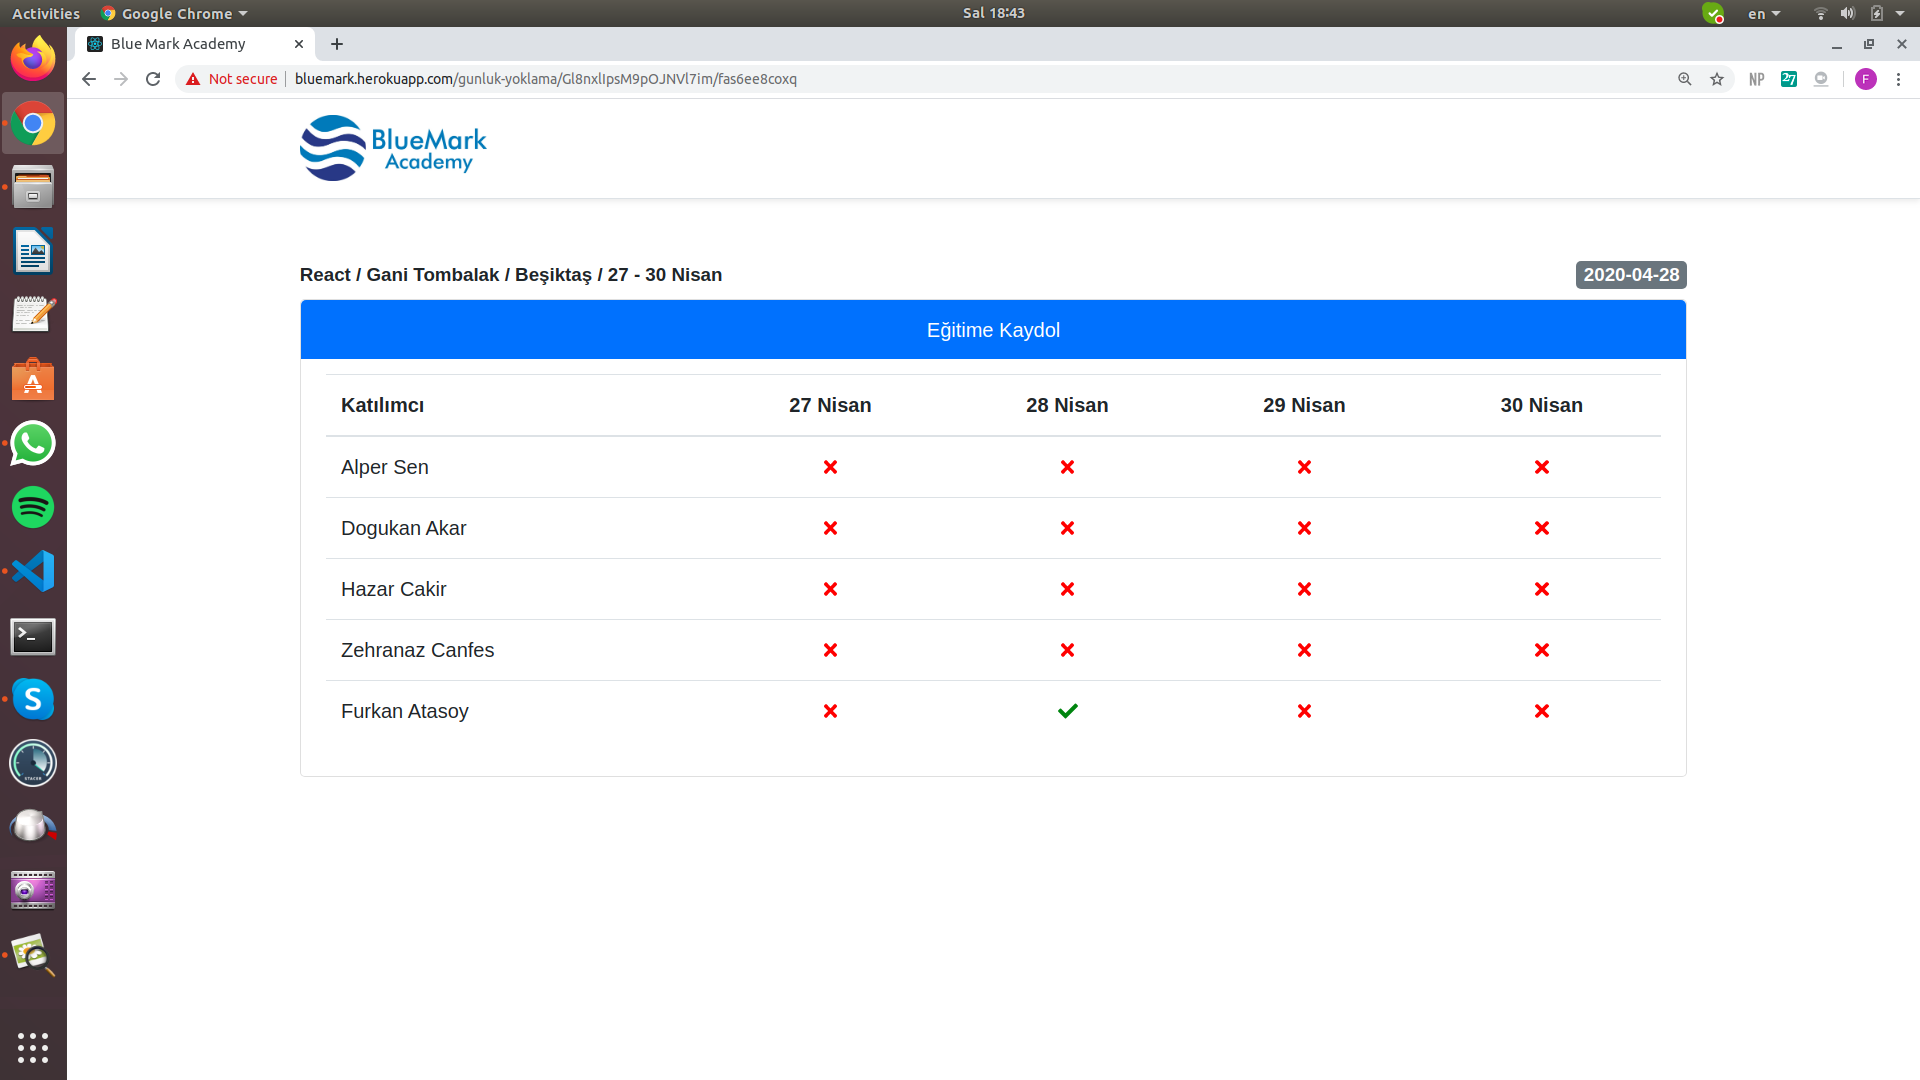 Activities Google Chrome Sal 18:43 en
Blue Mark Academy
Not secure bluemark.herokuapp.com/gunluk-yoklama/Gl8nxlIpsM9pOJNVl7im/fas6ee8coxq NP 27 F
BlueMark
Academy
React / Gani Tombalak / Beşiktaş / 27 - 30 Nisan 2020-04-28
Eğitime Kaydol
Katılımcı 27 Nisan 28 Nisan 29 Nisan 30 Nisan
Alper Sen
Dogukan Akar
Hazar Cakir
Zehranaz Canfes
Furkan Atasoy
STACER